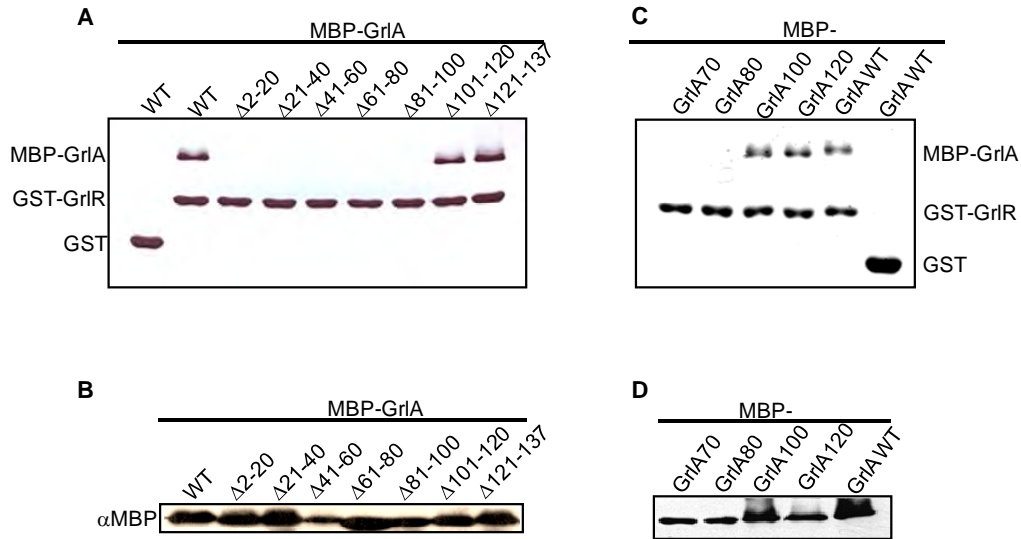 A
MBP-GrlA
WT
WT
Δ2-20
Δ21-40
Δ41-60
Δ61-80
Δ81-100
Δ101-120
Δ121-137
MBP-GrlA
GST-GrlR
GST
C
MBP-
GrlA70
GrlA80
GrlA100
GrlA120
GrlA WT
GrlA WT
MBP-GrlA
GST-GrlR
GST
B
MBP-GrlA
WT
Δ2-20
Δ21-40
Δ41-60
Δ61-80
Δ81-100
Δ101-120
Δ121-137
αMBP
D
MBP-
GrlA70
GrlA80
GrlA100
GrlA120
GrlA WT